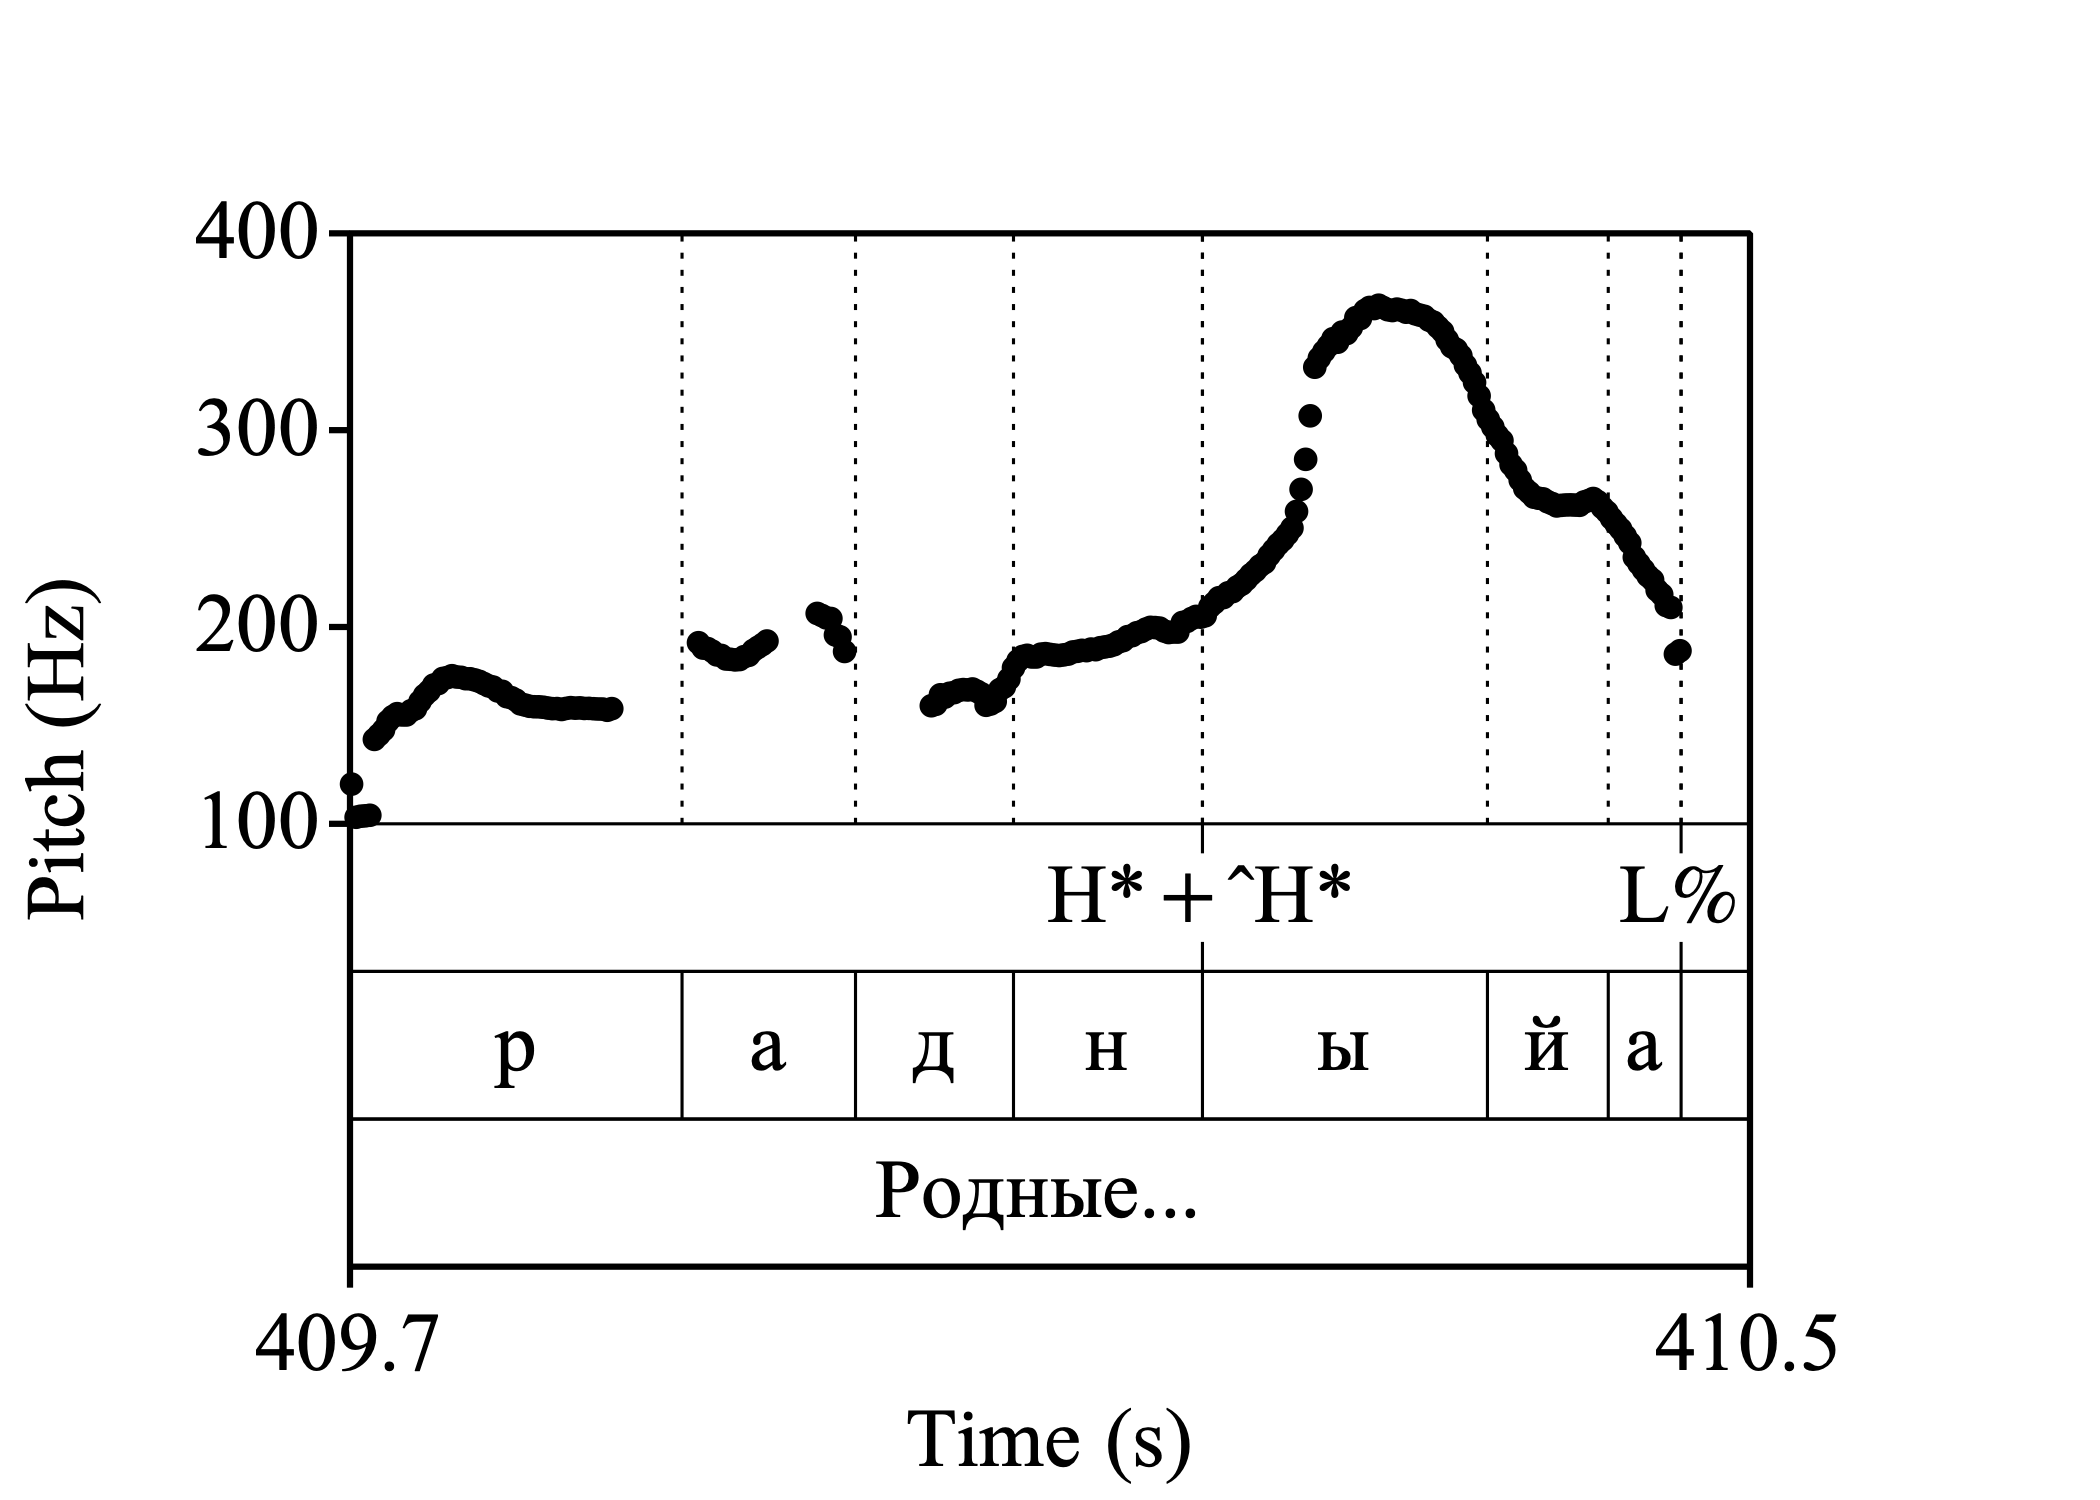 400
300
200
100
Pitch (Hz)
H* + ˆH* L%
р а д н ы й а
Родные...
409.7 410.5
Time (s)